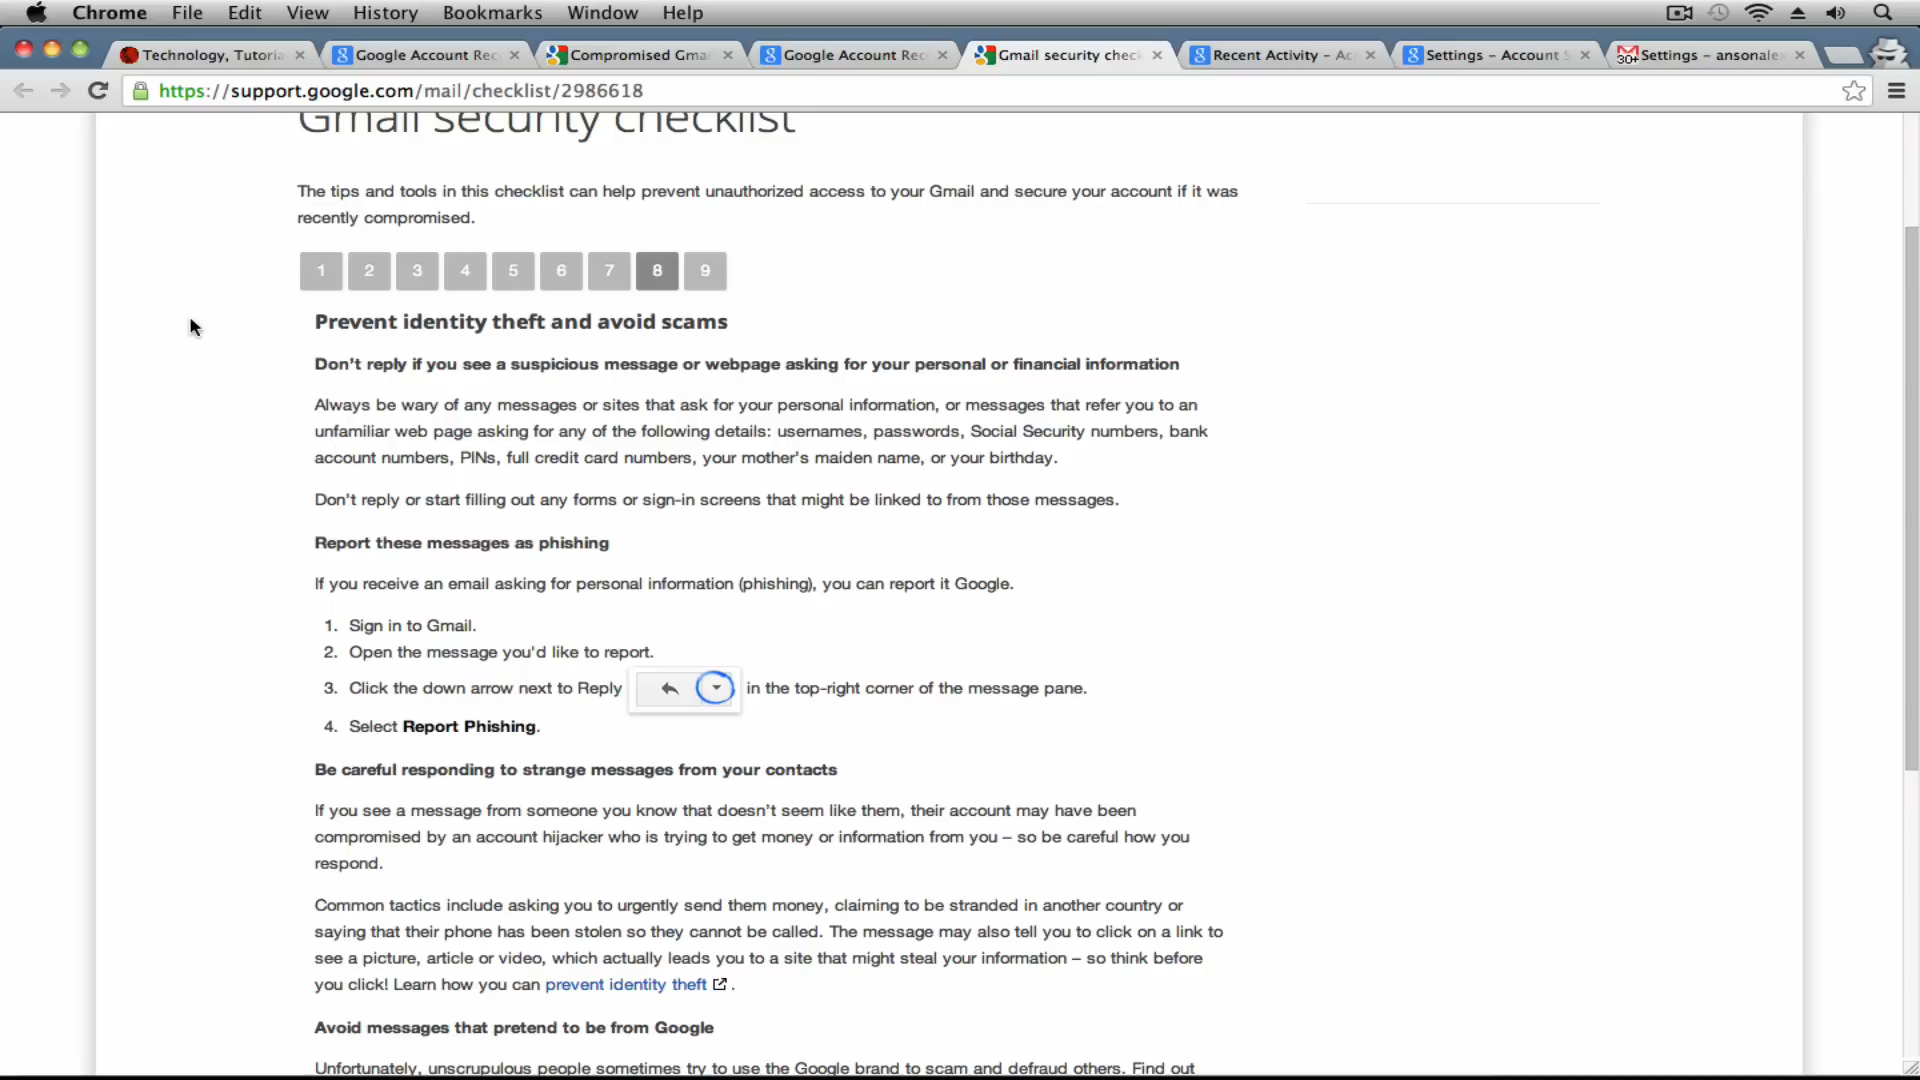 Chrome File Edit View History Bookmarks Window Help
Technology, Tutoria
Google Account Rec
Compromised Gma
Google Account Rec
Gmail security chec
Recent Activity – Ac
Settings – Account S
30+ Settings – ansonale
https://support.google.com/mail/checklist/2986618
Gmail security checklist
The tips and tools in this checklist can help prevent unauthorized access to your Gmail and secure your account if it was
recently compromised.
1 2 3 4 5 6 7 8 9
Prevent identity theft and avoid scams
Don’t reply if you see a suspicious message or webpage asking for your personal or financial information
Always be wary of any messages or sites that ask for your personal information, or messages that refer you to an
unfamiliar web page asking for any of the following details: usernames, passwords, Social Security numbers, bank
account numbers, PINs, full credit card numbers, your mother’s maiden name, or your birthday.
Don’t reply or start filling out any forms or sign-in screens that might be linked to from those messages.
Report these messages as phishing
If you receive an email asking for personal information (phishing), you can report it Google.
1. Sign in to Gmail.
2. Open the message you'd like to report.
3. Click the down arrow next to Reply in the top-right corner of the message pane.
4. Select Report Phishing.
Be careful responding to strange messages from your contacts
If you see a message from someone you know that doesn’t seem like them, their account may have been
compromised by an account hijacker who is trying to get money or information from you – so be careful how you
respond.
Common tactics include asking you to urgently send them money, claiming to be stranded in another country or
saying that their phone has been stolen so they cannot be called. The message may also tell you to click on a link to
see a picture, article or video, which actually leads you to a site that might steal your information – so think before
you click! Learn how you can prevent identity theft .
Avoid messages that pretend to be from Google
Unfortunately, unscrupulous people sometimes try to use the Google brand to scam and defraud others. Find out